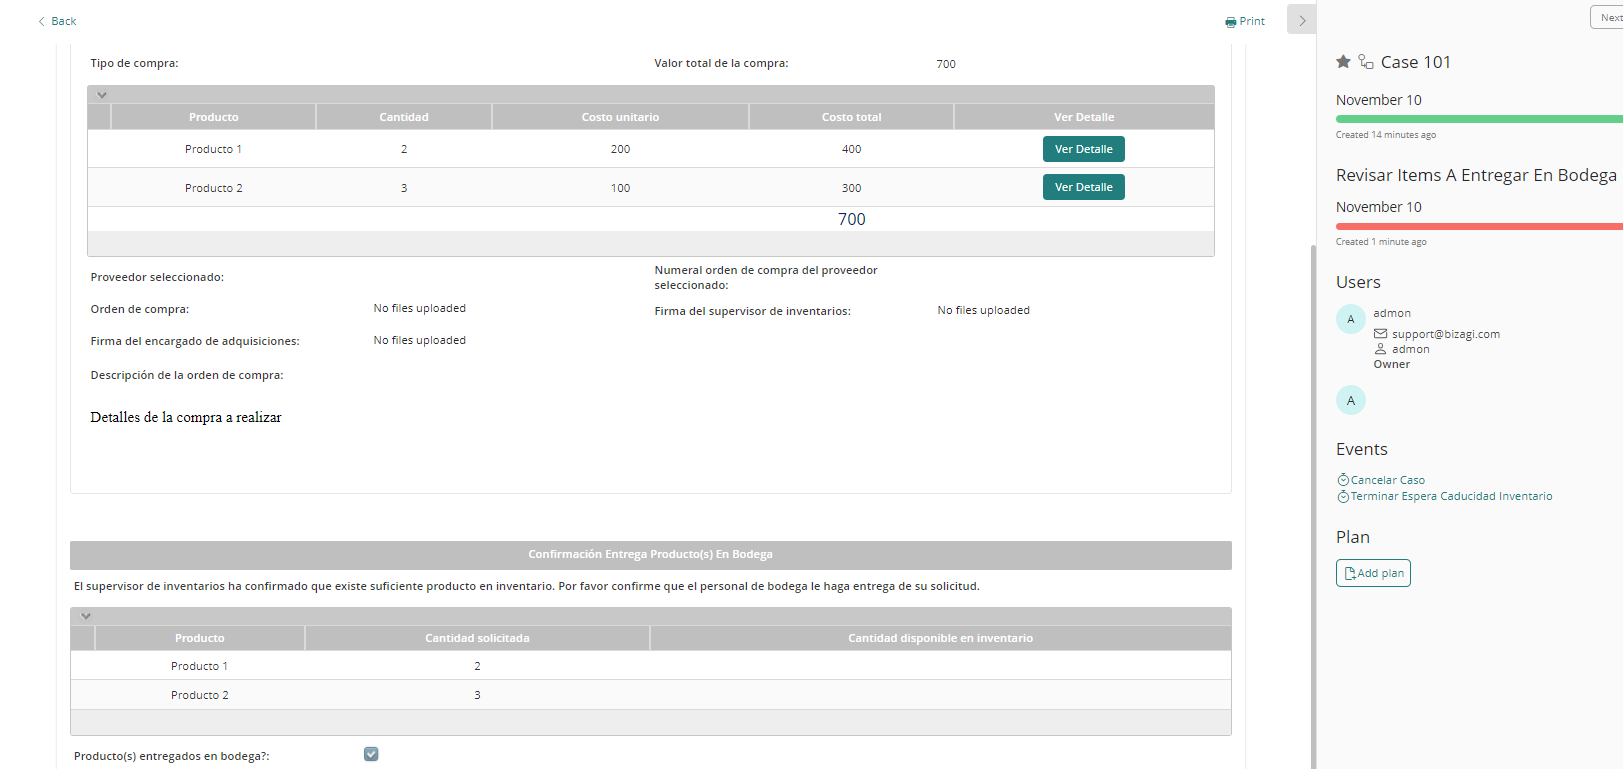 Back
Print
Tipo de compra:
Valor total de la compra: 700
Producto Cantidad Costo unitario Costo total Ver Detalle
Producto 1 2 200 400 Ver Detalle
Producto 2 3 100 300 Ver Detalle
700
Proveedor seleccionado:
Numeral orden de compra del proveedor
seleccionado:
Orden de compra: No files uploaded
Firma del supervisor de inventarios: No files uploaded
Firma del encargado de adquisiciones: No files uploaded
Descripción de la orden de compra:
Detalles de la compra a realizar
Confirmación Entrega Producto(s) En Bodega
El supervisor de inventarios ha confirmado que existe suficiente producto en inventario. Por favor confirme que el personal de bodega le haga entrega de su solicitud.
Producto Cantidad solicitada Cantidad disponible en inventario
Producto 1 2
Producto 2 3
Producto(s) entregados en bodega?:
Next
Case 101
November 10
Created 14 minutes ago
Revisar Items A Entregar En Bodega
November 10
Created 1 minute ago
Users
A admon
support@bizagi.com
admon
Owner
A
Events
Cancelar Caso
Terminar Espera Caducidad Inventario
Plan
Add plan